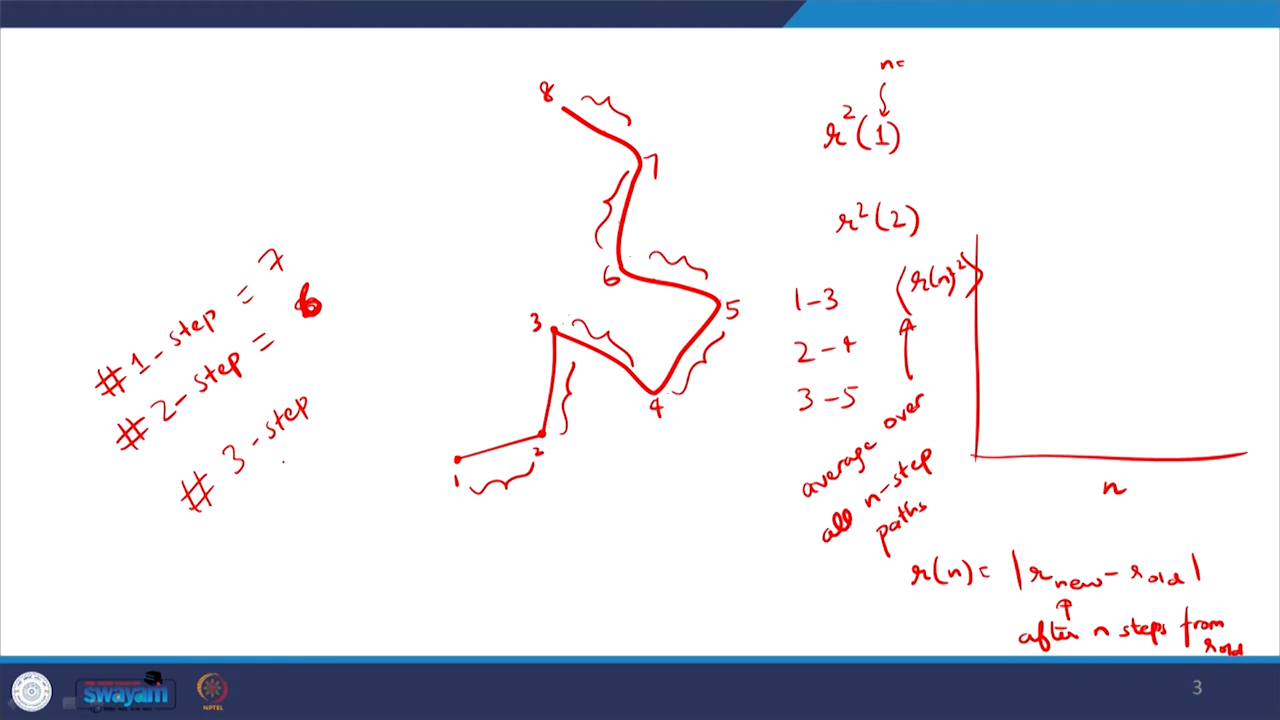 #1-step = 7
#2-step = 6
#3-step
8
7
6
5
3
4
2
1
n=
r²(1)
r²(2)
1-3
2-4
3-5
⟨r(n)²⟩
average over
all n-step
paths
n
r(n) = |r_new - r_old|
after n steps from
r_old
swayam
NPTEL
3